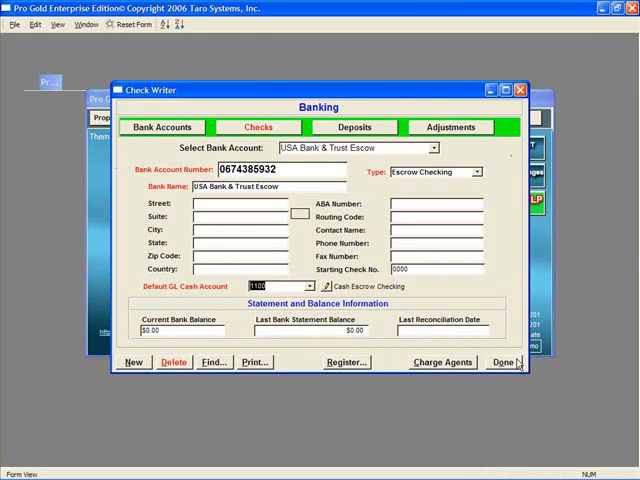 Pro Gold Enterprise Edition© Copyright 2006 Taro Systems, Inc.
File Edit View Window Reset Form
Pr...
Pro G
Check Writer
Prop
Banking
Bank Accounts Checks Deposits Adjustments
Them
Select Bank Account: USA Bank & Trust Escow
Bank Account Number: 0674385932 Type: Escrow Checking
Bank Name: USA Bank & Trust Escow
Street: ABA Number:
Suite: Routing Code:
City: Contact Name:
State: Phone Number:
Zip Code: Fax Number:
Country: Starting Check No. 0000
Default GL Cash Account 1100 Cash Escrow Checking
Statement and Balance Information
Current Bank Balance Last Bank Statement Balance Last Reconciliation Date
$0.00 $0.00
New Delete Find... Print... Register... Charge Agents Done
Form View NUM